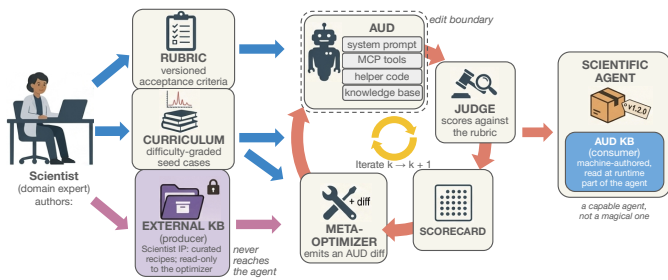 Scientist
(domain expert)
authors:
RUBRIC
versioned
acceptance criteria
CURRICULUM
difficulty-graded
seed cases
EXTERNAL KB
(producer)
Scientist IP: curated
recipes; read-only
to the optimizer
never
reaches
the agent
AUD
system prompt
MCP tools
helper code
knowledge base
edit boundary
Iterate k → k + 1
+ diff
META-
OPTIMIZER
emits an AUD diff
JUDGE
scores against
the rubric
SCORECARD
SCIENTIFIC
AGENT
v1.2.0
AUD KB
(consumer)
machine-authored,
read at runtime
part of the agent
a capable agent,
not a magical one